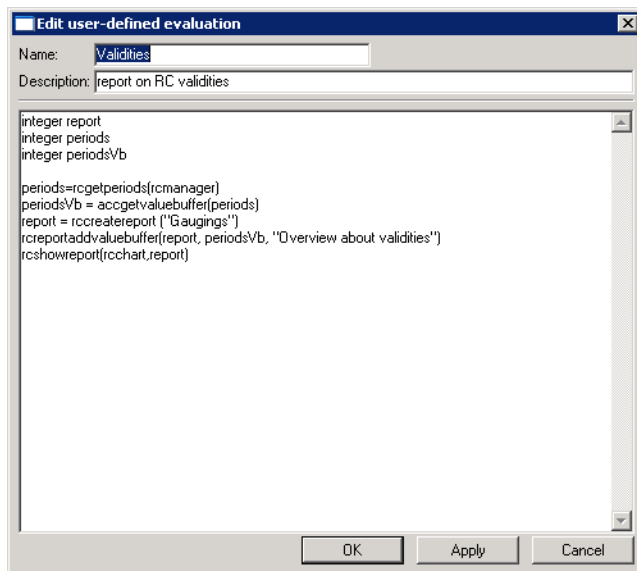 Edit user-defined evaluation
Name: Validities
Description: report on RC validities
integer report
integer periods
integer periodsVb
periods=rcgetperiods(rcmanager)
periodsVb = accgetvaluebuffer(periods)
report = rccreatereport ("Gaugings")
rcreportaddvaluebuffer(report, periodsVb, "Overview about validities")
rcshowreport(rcchart,report)
OK Apply Cancel